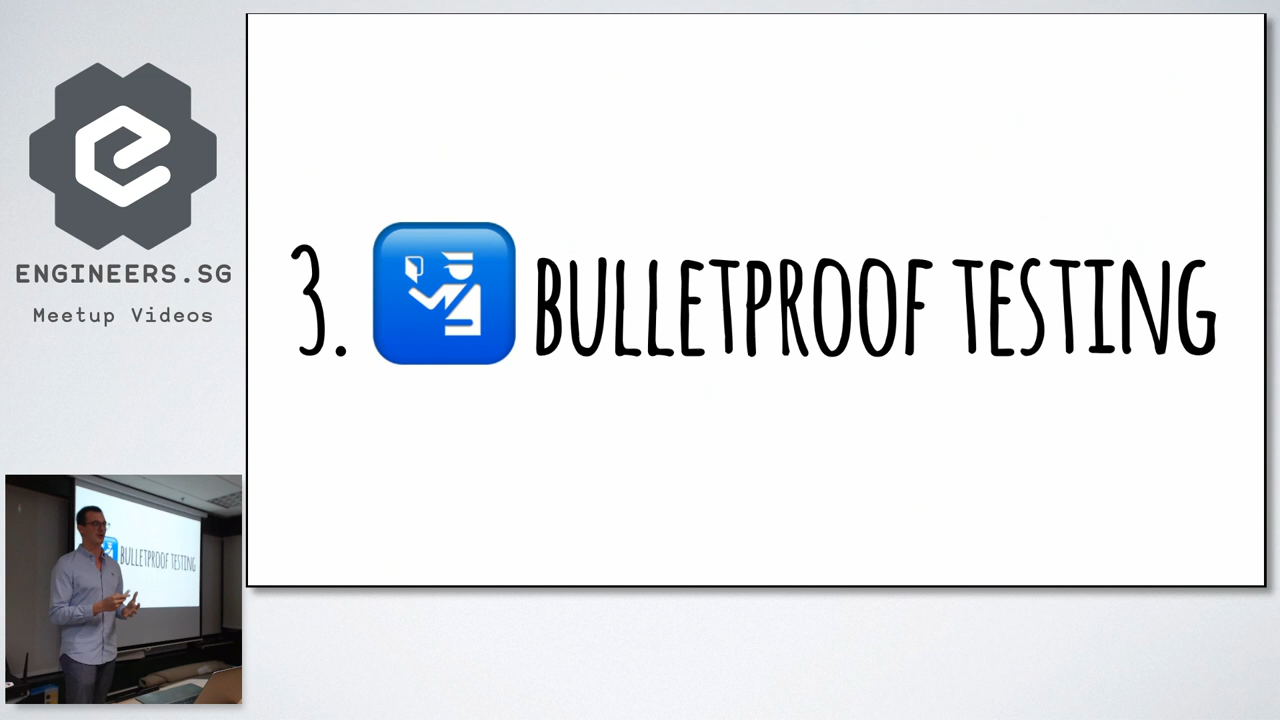 ENGINEERS.SG
Meetup Videos
3. BULLETPROOF TESTING
BULLETPROOF TESTING